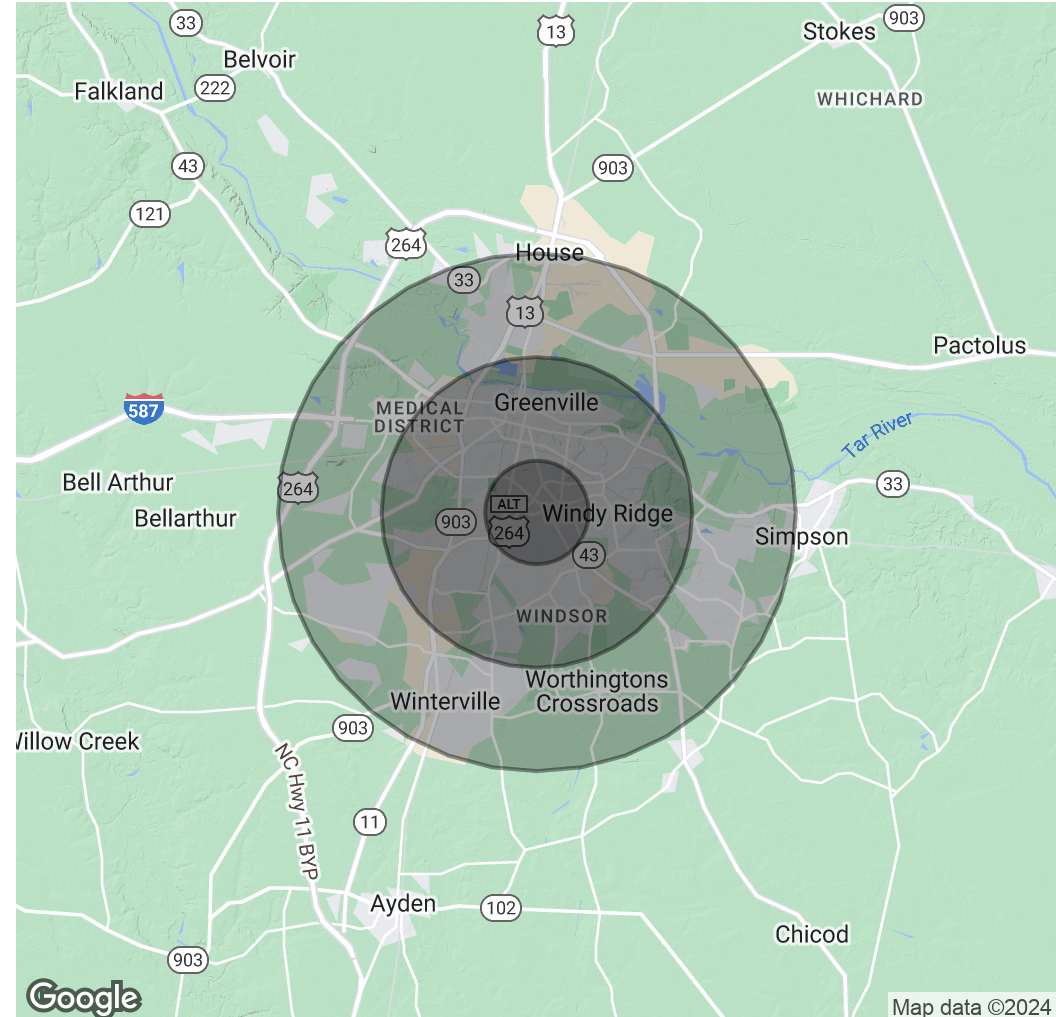 33
13
903
Stokes
Belvoir
Falkland
222
WHICHARD
43
903
121
264
House
33
13
Pactolus
587
MEDICAL
DISTRICT
Greenville
Tar River
Bell Arthur
264
33
Bellarthur
903
ALT
264
Windy Ridge
43
Simpson
WINDSOR
Worthingtons
Crossroads
Winterville
903
Willow Creek
NC Hwy 11 BYP
11
Ayden
102
Chicod
903
Google
Map data ©2024